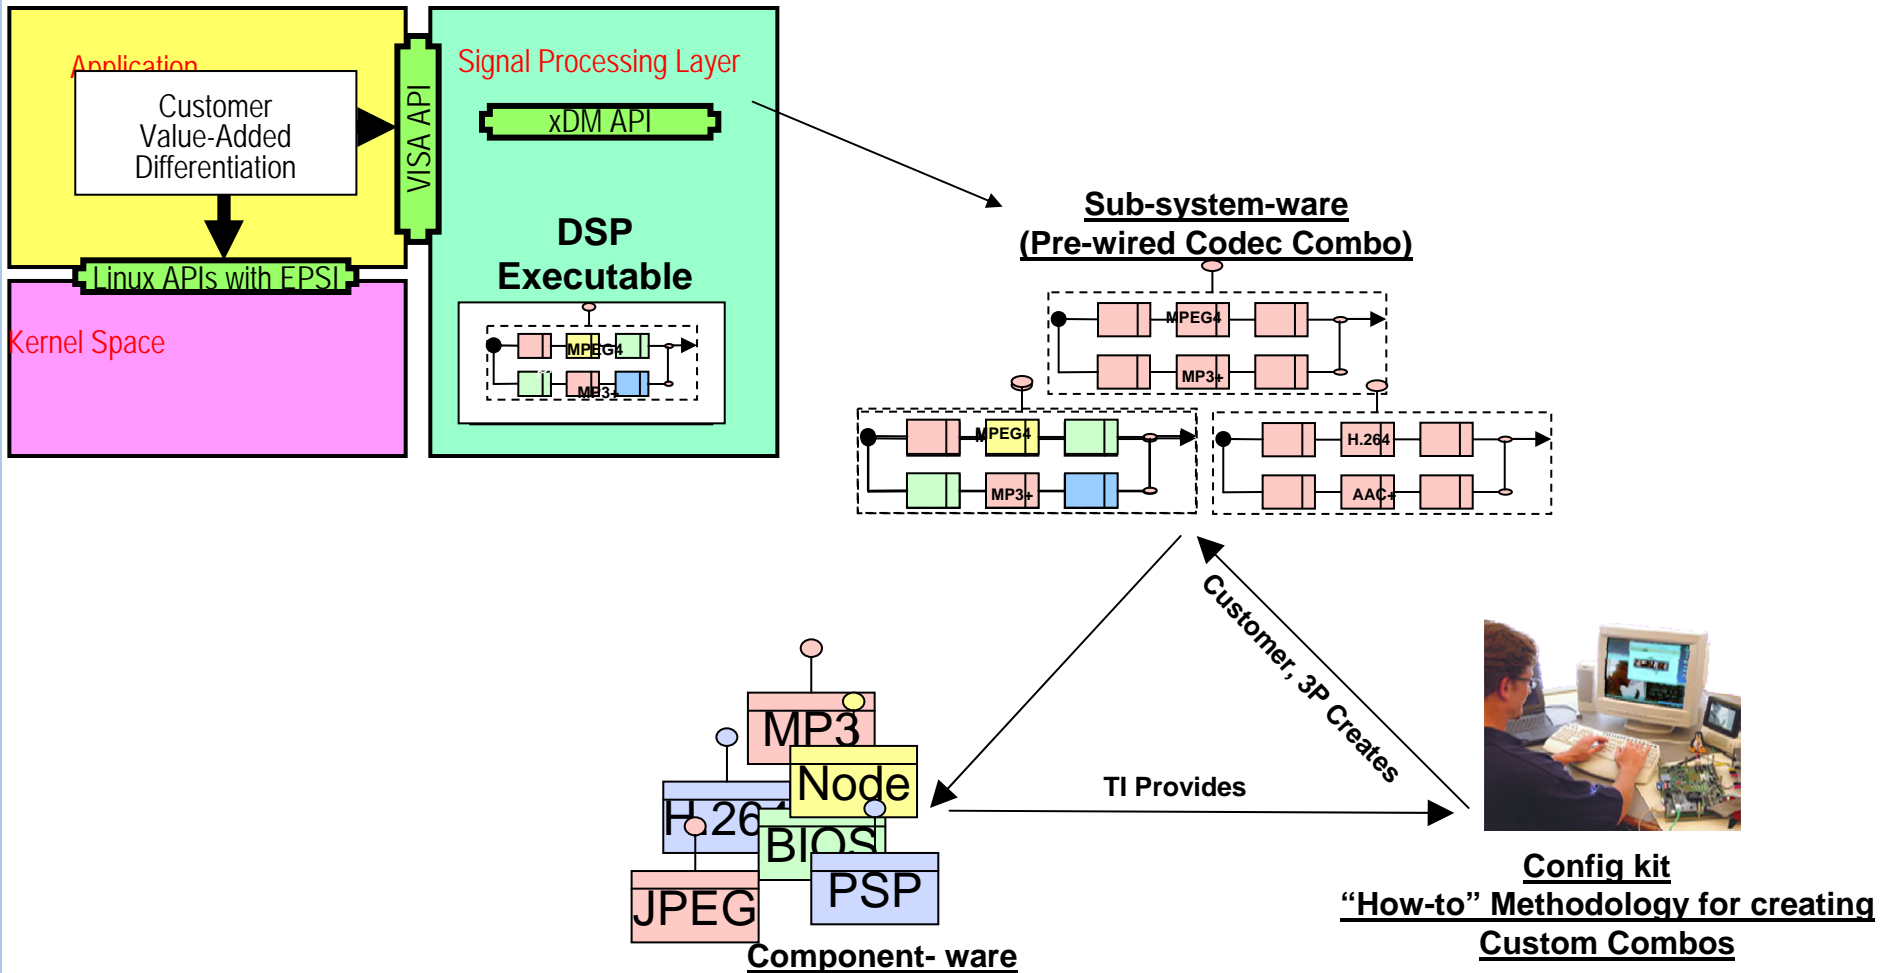 Application
Customer
Value-Added
Differentiation
VISA API
Signal Processing Layer
xDM API
DSP
Executable
MPEG4
MP3+
Linux APIs with EPSI
Kernel Space
Sub-system-ware
(Pre-wired Codec Combo)
MPEG4
MP3+
MPEG4
MP3+
H.264
AAC+
Customer, 3P Creates
TI Provides
MP3
Node
H.264
BIOS
PSP
JPEG
Component- ware
Config kit
“How-to” Methodology for creating
Custom Combos